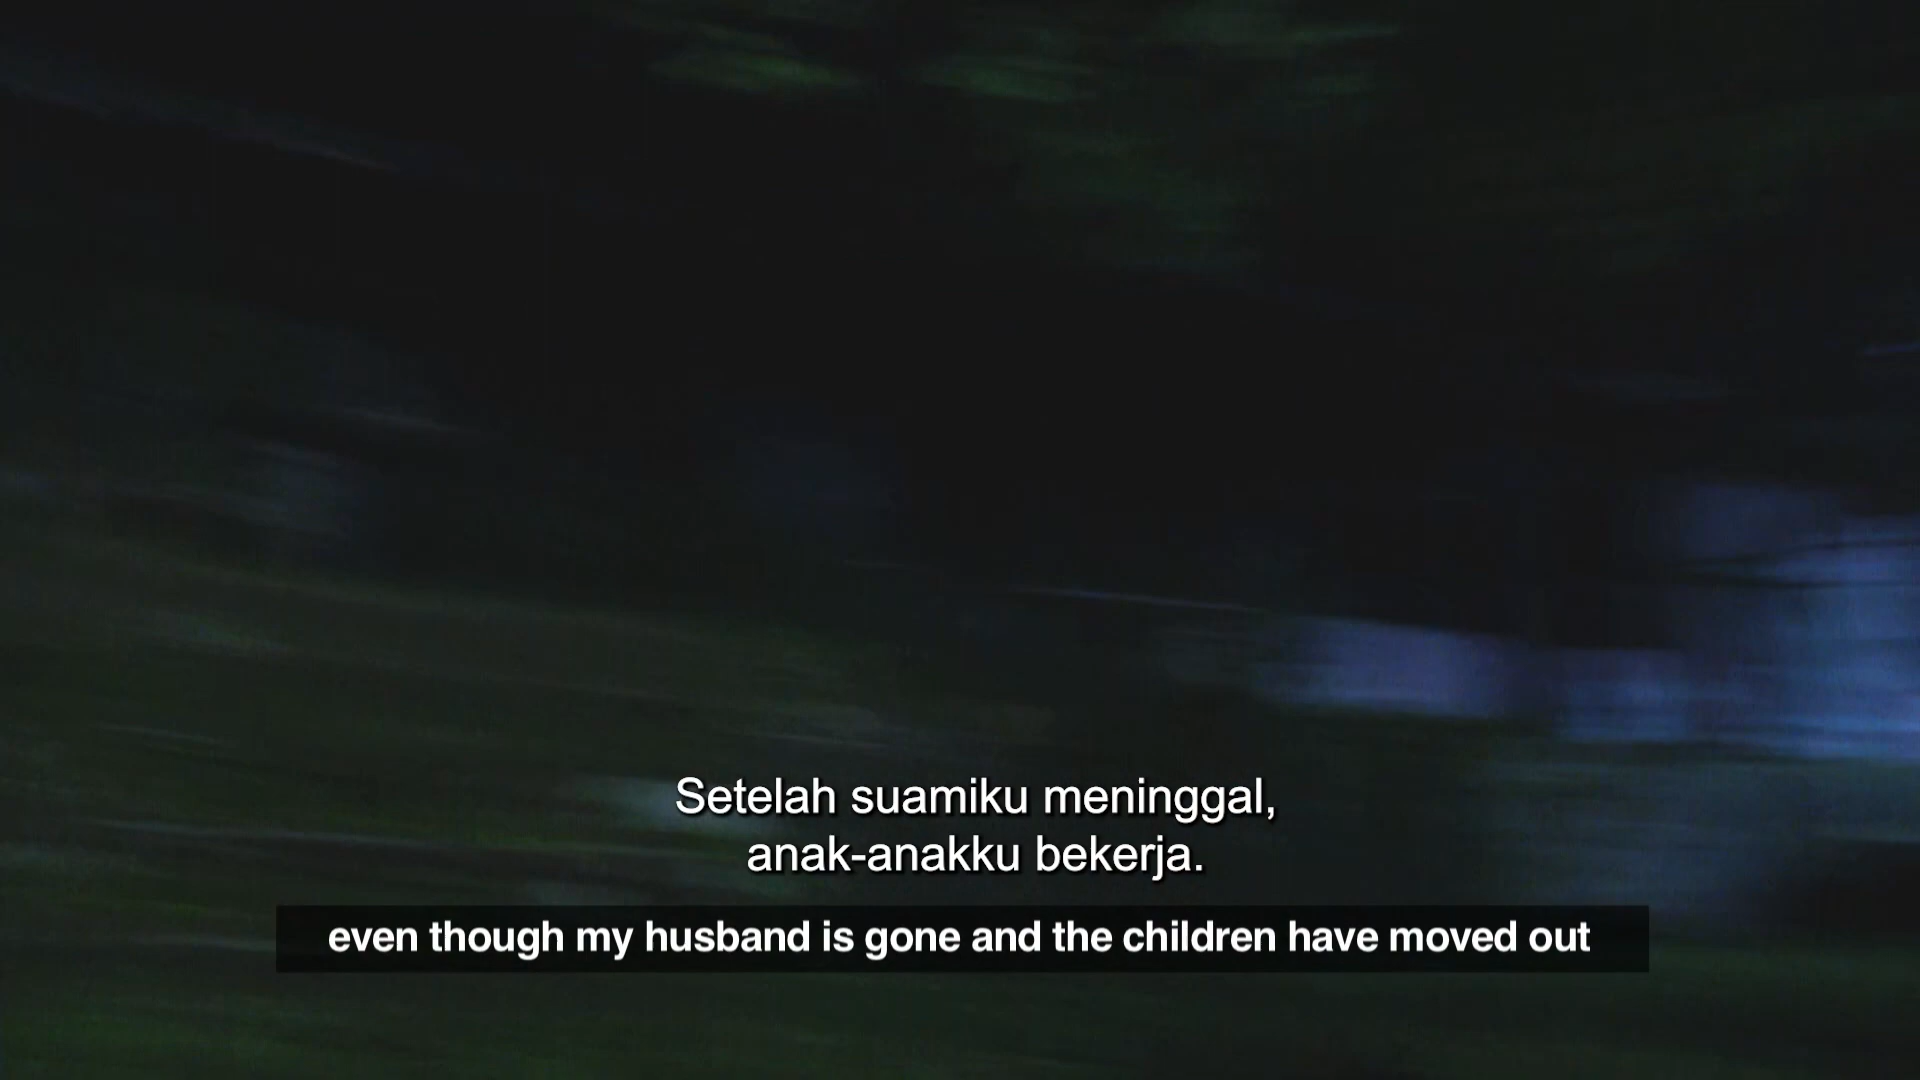 Setelah suamiku meninggal,
anak-anakku bekerja.
even though my husband is gone and the children have moved out